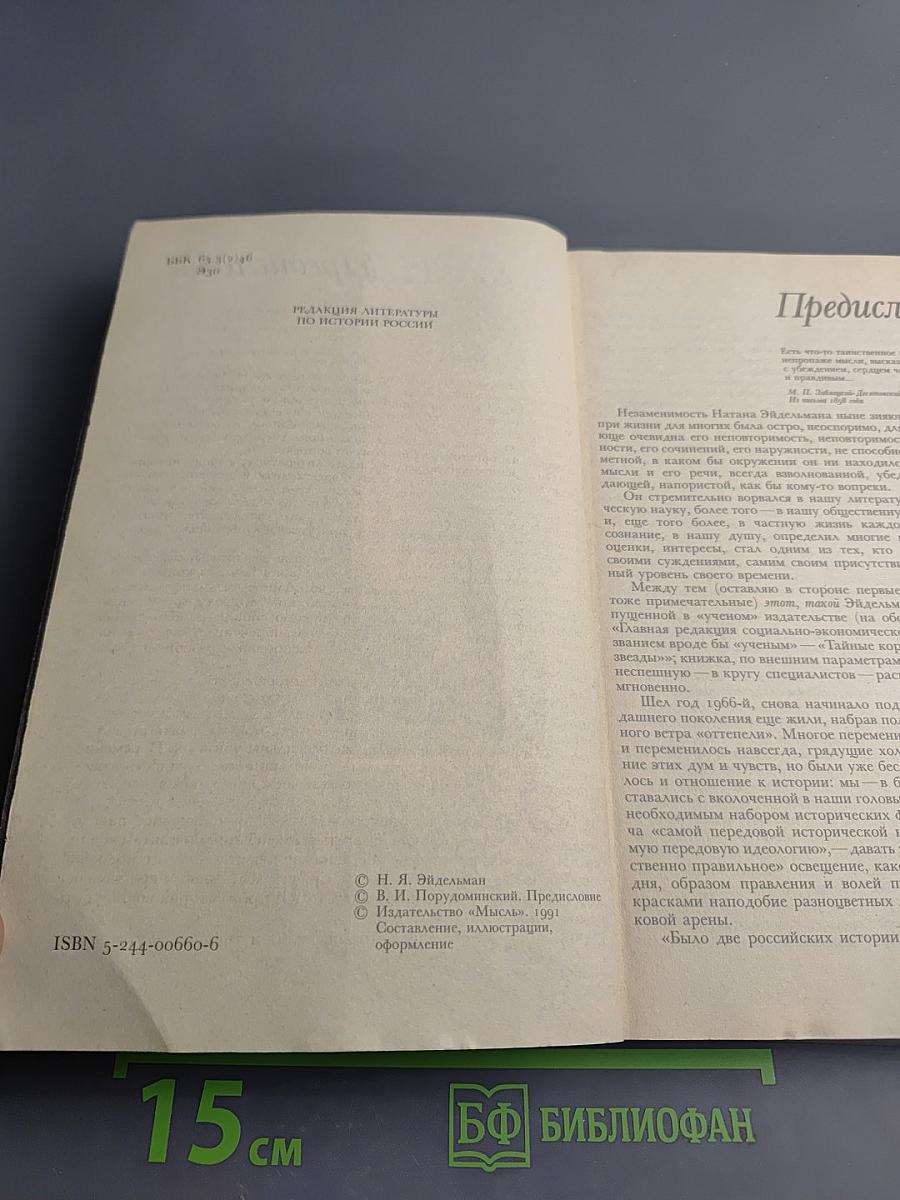 ББК 63.3(2)46
Э30
РЕДАКЦИЯ ЛИТЕРАТУРЫ
ПО ИСТОРИИ РОССИИ
© Н. Я. Эйдельман
© В. И. Порудоминский. Предисловие
© Издательство «Мысль». 1991
Составление, иллюстрации,
оформление
ISBN 5-244-00660-6
Предисл
Есть что-то таинственное
непропаже мысли, выска
с убеждением, сердцем ч
и правдивым...
М. П. Заблоцкий-Десятовский
Из письма 1858 года
Незаменимость Натана Эйдельмана ныне зияю
при жизни для многих была остро, неоспоримо, дл
юще очевидна его неповторимость, неповторимос
ности, его сочинений, его наружности, не способно
метной, в каком бы окружении он ни находилс
мысли и его речи, всегда взволнованной, убе
дающей, напористой, как бы кому-то вопреки.
Он стремительно ворвался в нашу литерату
ческую науку, более того — в нашу общественну
и, еще того более, в частную жизнь каждо
сознание, в нашу душу, определил многие
оценки, интересы, стал одним из тех, кто
своими суждениями, самим своим присутстви
ный уровень своего времени.
Между тем (оставляю в стороне первые
тоже примечательные) этот, такой Эйдельм
пущенной в «ученом» издательстве (на обо
«Главная редакция социально-экономическо
званием вроде бы «ученым» — «Тайные кор
звезды»»; книжка, по внешним параметрам
неспешную — в кругу специалистов — рас
мгновенно.
Шел год 1966-й, снова начинало под
дашнего поколения еще жили, набрав по
ного ветра «оттепели». Многое перемени
и переменилось навсегда, грядущие хол
ние этих дум и чувств, но были уже бес
лось и отношение к истории: мы — в б
ставались с вколоченной в наши головы
необходимым набором исторических ф
ча «самой передовой исторической н
мую передовую идеологию», — давать
ственно правильное» освещение, како
дня, образом правления и волей п
красками наподобие разноцветных
ковой арены.
«Было две российских истории
15 см
БФ БИБЛИОФАН